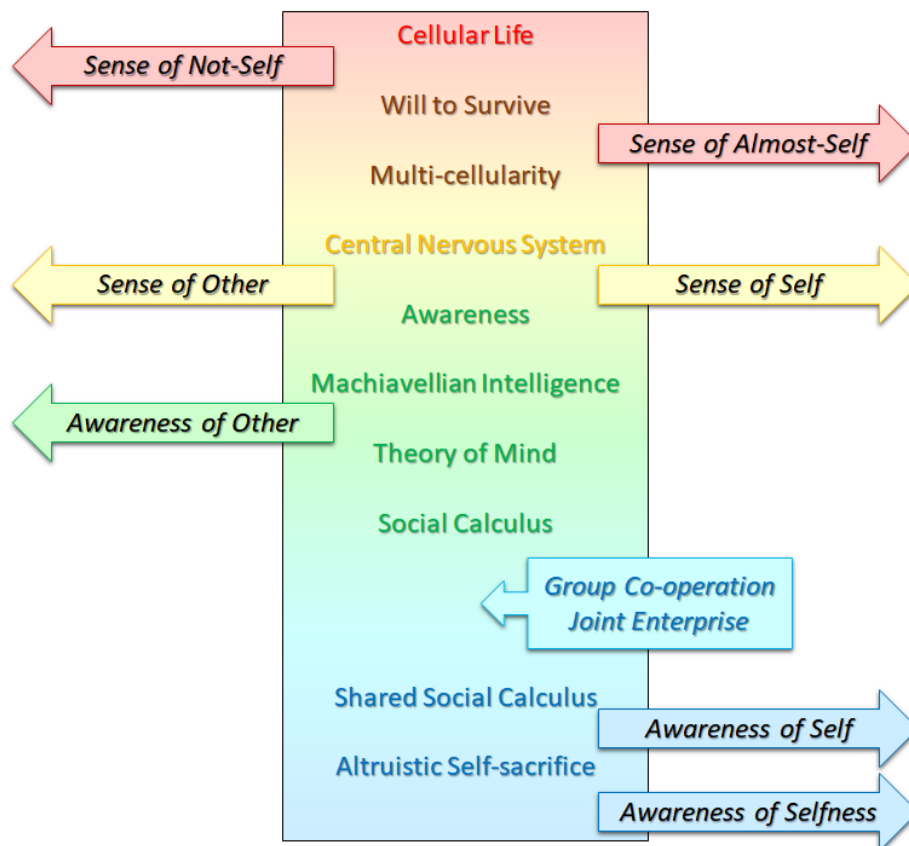 Cellular Life
Sense of Not-Self
Will to Survive
Sense of Almost-Self
Multi-cellularity
Central Nervous System
Sense of Other
Sense of Self
Awareness
Machiavellian Intelligence
Awareness of Other
Theory of Mind
Social Calculus
Group Co-operation
Joint Enterprise
Shared Social Calculus
Awareness of Self
Altruistic Self-sacrifice
Awareness of Selfness